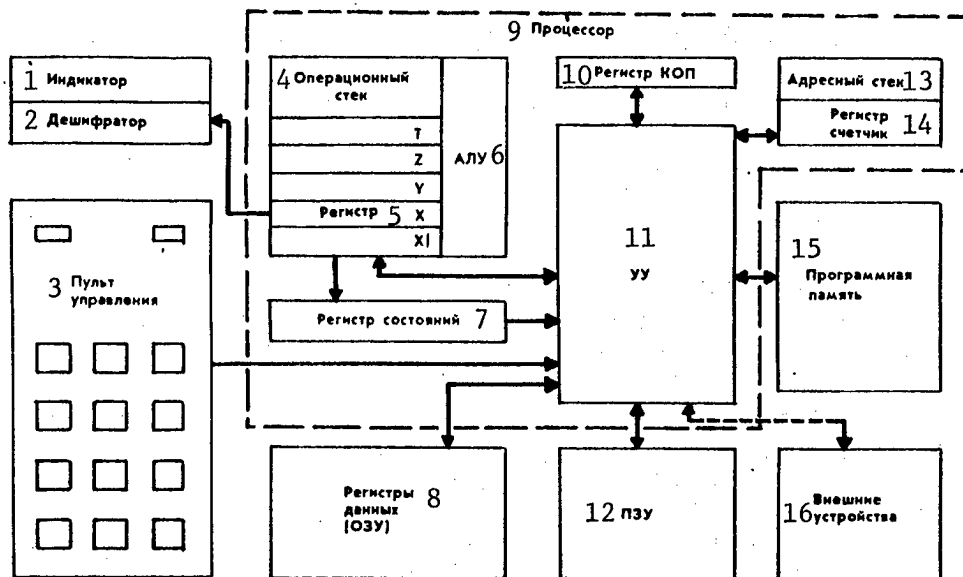 9 Процессор
1 Индикатор
2 Дешифратор
4 Операционный
стек
T
Z
Y
Регистр 5 X
XI
АЛУ 6
10 Регистр КОП
Адресный стек 13
Регистр
счетчик 14
3 Пульт
управления
Регистр состояний 7
11
УУ
15
Программная
память
Регистры 8
данных
(ОЗУ)
12 ПЗУ
16 Внешние
устройства